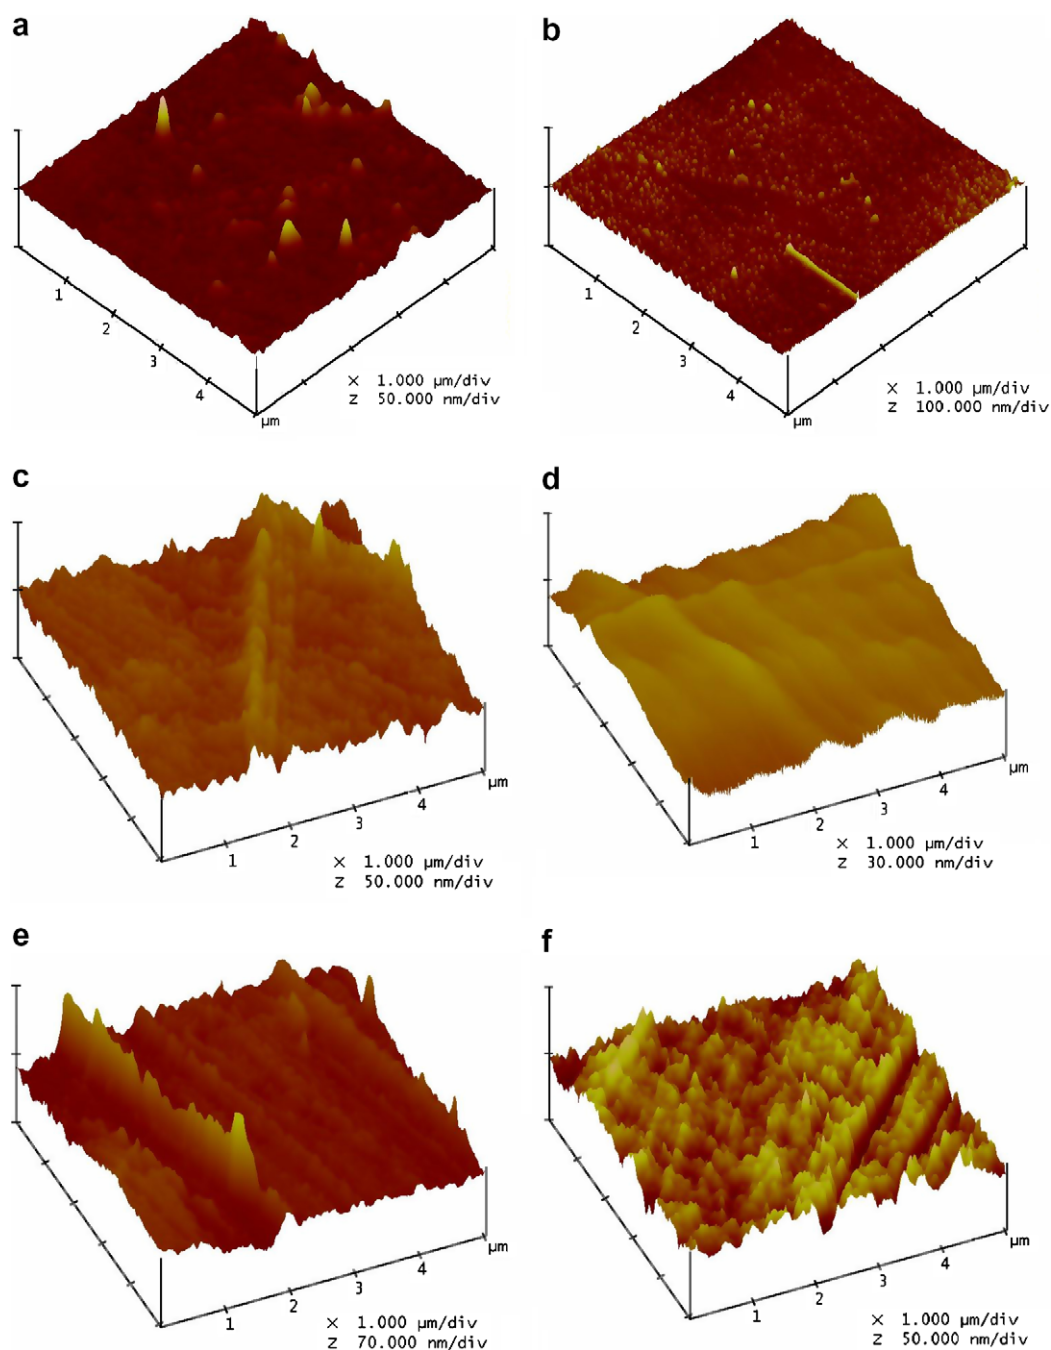 a
1
2
3
4
µm
X 1.000 µm/div
Z 50.000 nm/div
b
1
2
3
4
µm
X 1.000 µm/div
Z 100.000 nm/div
c
1
2
3
4
µm
X 1.000 µm/div
Z 50.000 nm/div
d
1
2
3
4
µm
X 1.000 µm/div
Z 30.000 nm/div
e
1
2
3
4
µm
X 1.000 µm/div
Z 70.000 nm/div
f
1
2
3
4
µm
X 1.000 µm/div
Z 50.000 nm/div